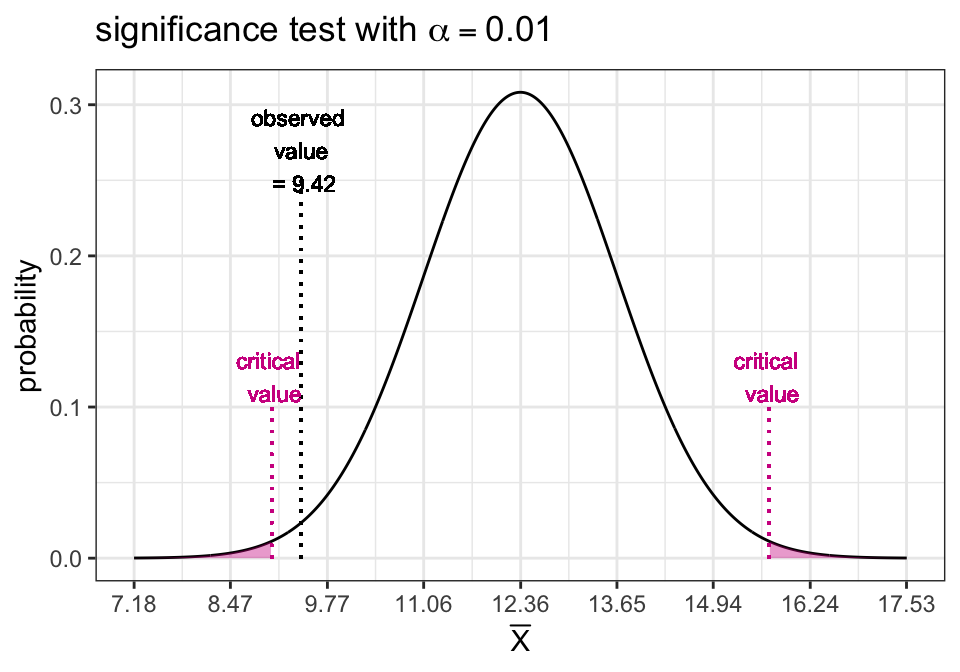 significance test with α = 0.01
0.3
0.2
0.1
0.0
probability
observed
value
= 9.42
critical
value
critical
value
7.18 8.47 9.77 11.06 12.36 13.65 14.94 16.24 17.53
X̅